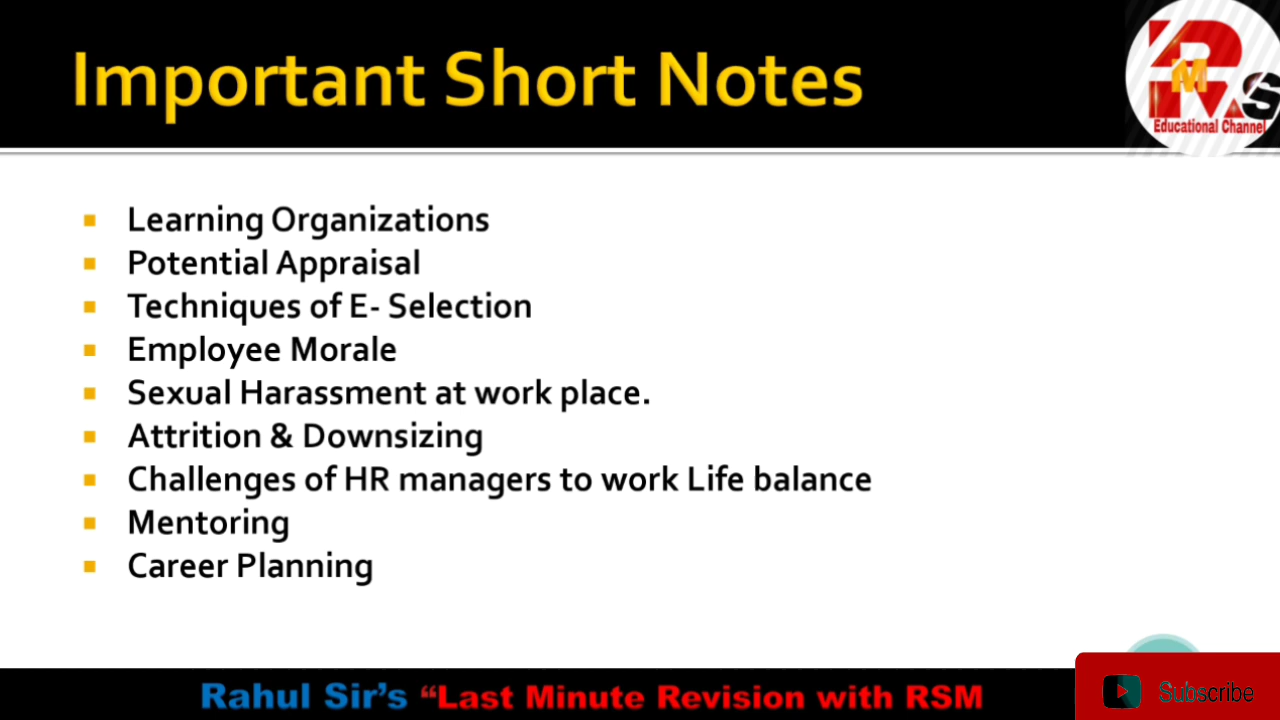 Important Short Notes
RMS
Educational Channel
Learning Organizations
Potential Appraisal
Techniques of E- Selection
Employee Morale
Sexual Harassment at work place.
Attrition & Downsizing
Challenges of HR managers to work Life balance
Mentoring
Career Planning
Rahul Sir's "Last Minute Revision with RSM
Subscribe